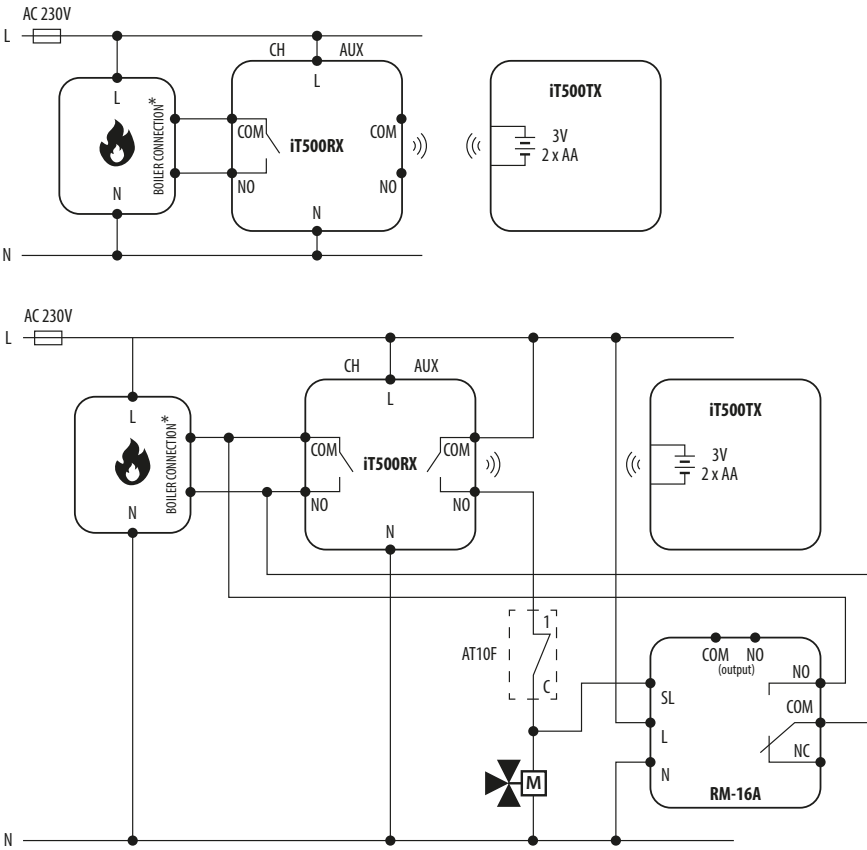 AC 230V
L
CH
AUX
L
L
BOILER CONNECTION*
COM
iT500RX
COM
NO
NO
N
N
N
iT500TX
3V
2 x AA
AC 230V
L
CH
AUX
L
L
BOILER CONNECTION*
COM
iT500RX
COM
NO
NO
N
N
iT500TX
3V
2 x AA
AT10F
1
C
M
COM NO
(output)
NO
SL
COM
L
NC
N
RM-16A
N